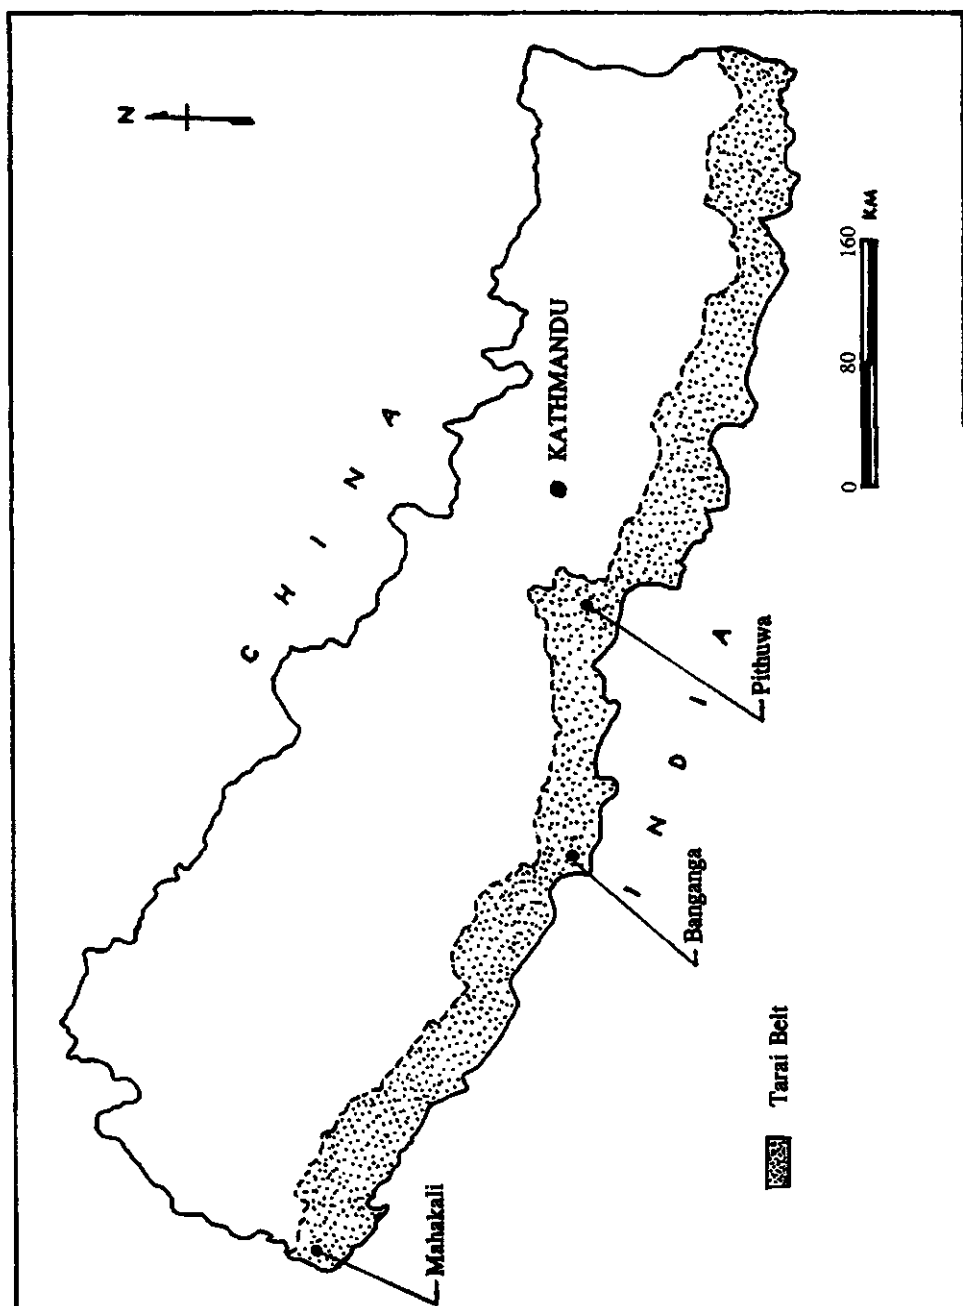 N
CHINA
KATHMANDU
INDIA
Mahakali
Banganga
Pithuwa
Tarai Belt
0 80 160
KM